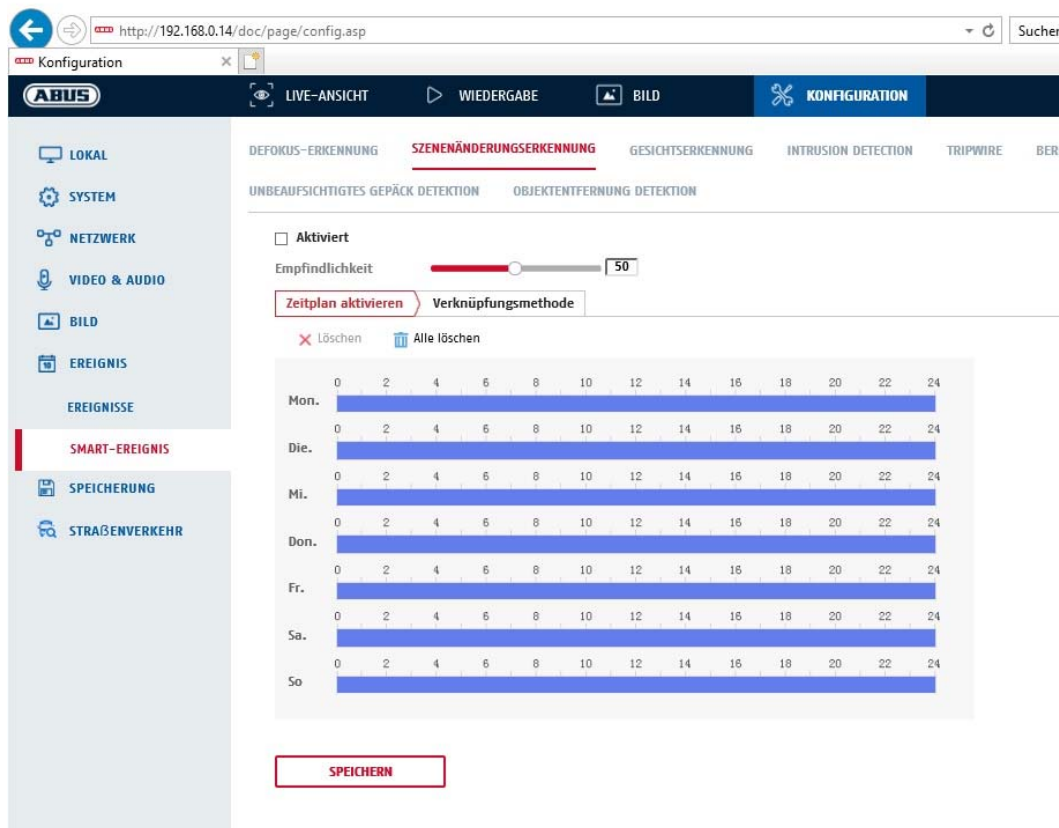 http://192.168.0.14/doc/page/config.asp
Suchen
Konfiguration
ABUS
LIVE-ANSICHT
WIEDERGABE
BILD
KONFIGURATION
LOKAL
SYSTEM
NETZWERK
VIDEO & AUDIO
BILD
EREIGNIS
EREIGNISSE
SMART-EREIGNIS
SPEICHERUNG
STRAßENVERKEHR
DEFOKUS-ERKENNUNG SZENENÄNDERUNGSERKENNUNG GESICHTSERKENNUNG INTRUSION DETECTION TRIPWIRE BER
UNBEAUFSICHTIGTES GEPÄCK DETEKTION OBJEKTENTFERNUNG DETEKTION
Aktiviert
Empfindlichkeit 50
Zeitplan aktivieren Verknüpfungsmethode
Löschen Alle löschen
0 2 4 6 8 10 12 14 16 18 20 22 24
Mon.
0 2 4 6 8 10 12 14 16 18 20 22 24
Die.
0 2 4 6 8 10 12 14 16 18 20 22 24
Mi.
0 2 4 6 8 10 12 14 16 18 20 22 24
Don.
0 2 4 6 8 10 12 14 16 18 20 22 24
Fr.
0 2 4 6 8 10 12 14 16 18 20 22 24
Sa.
0 2 4 6 8 10 12 14 16 18 20 22 24
So
SPEICHERN